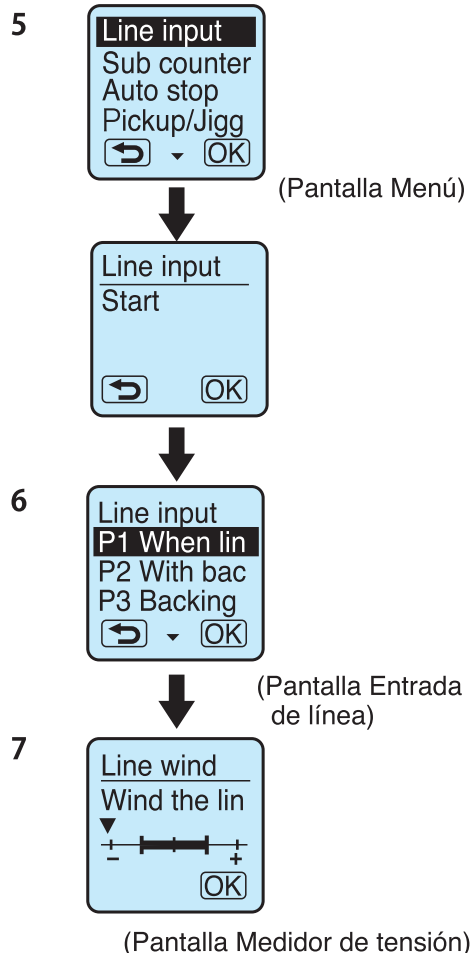 5
Line input
Sub counter
Auto stop
Pickup/Jigg
OK
(Pantalla Menú)
Line input
Start
OK
6
Line input
P1 When lin
P2 With bac
P3 Backing
OK
(Pantalla Entrada
de línea)
7
Line wind
Wind the lin
− +
OK
(Pantalla Medidor de tensión)